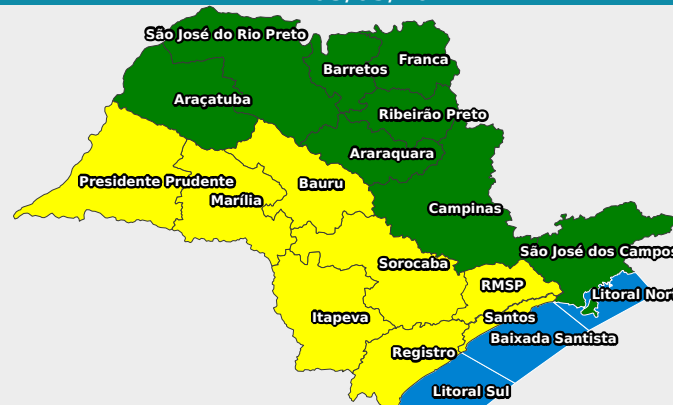 São José do Rio Preto
Franca
Barretos
Araçatuba
Ribeirão Preto
Araraquara
Presidente Prudente
Bauru
Marília
Campinas
São José dos Campos
Sorocaba
RMSP
Litoral Nor
Itapeva
Santos
Baixada Santista
Registro
Litoral Sul